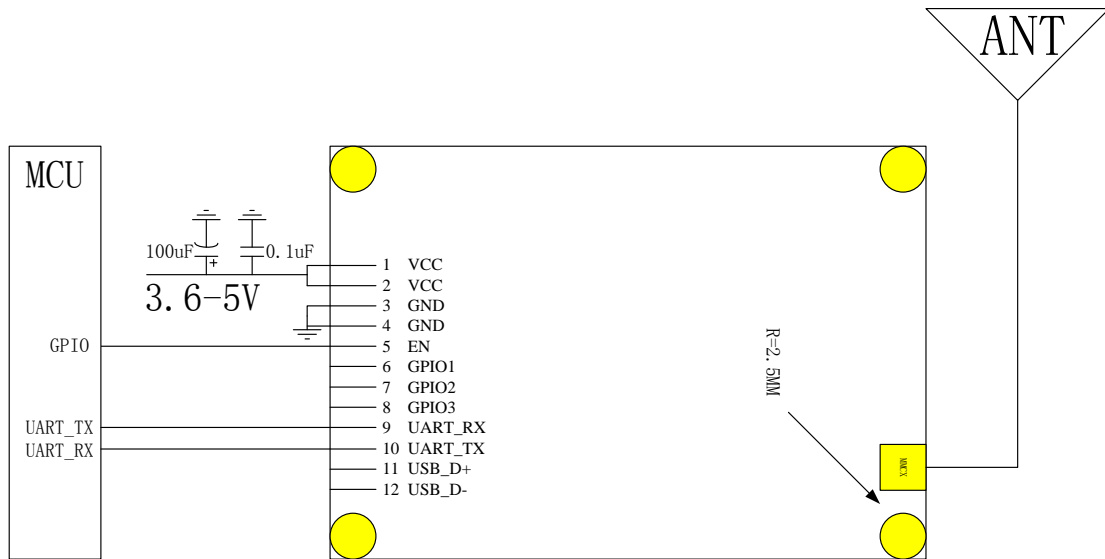 ANT
MCU
100uF
0.1uF
+
3.6-5V
1 VCC
2 VCC
3 GND
4 GND
GPIO
5 EN
6 GPIO1
7 GPIO2
8 GPIO3
UART_TX
9 UART_RX
UART_RX
10 UART_TX
11 USB_D+
12 USB_D-
R=2.5MM
MMCX